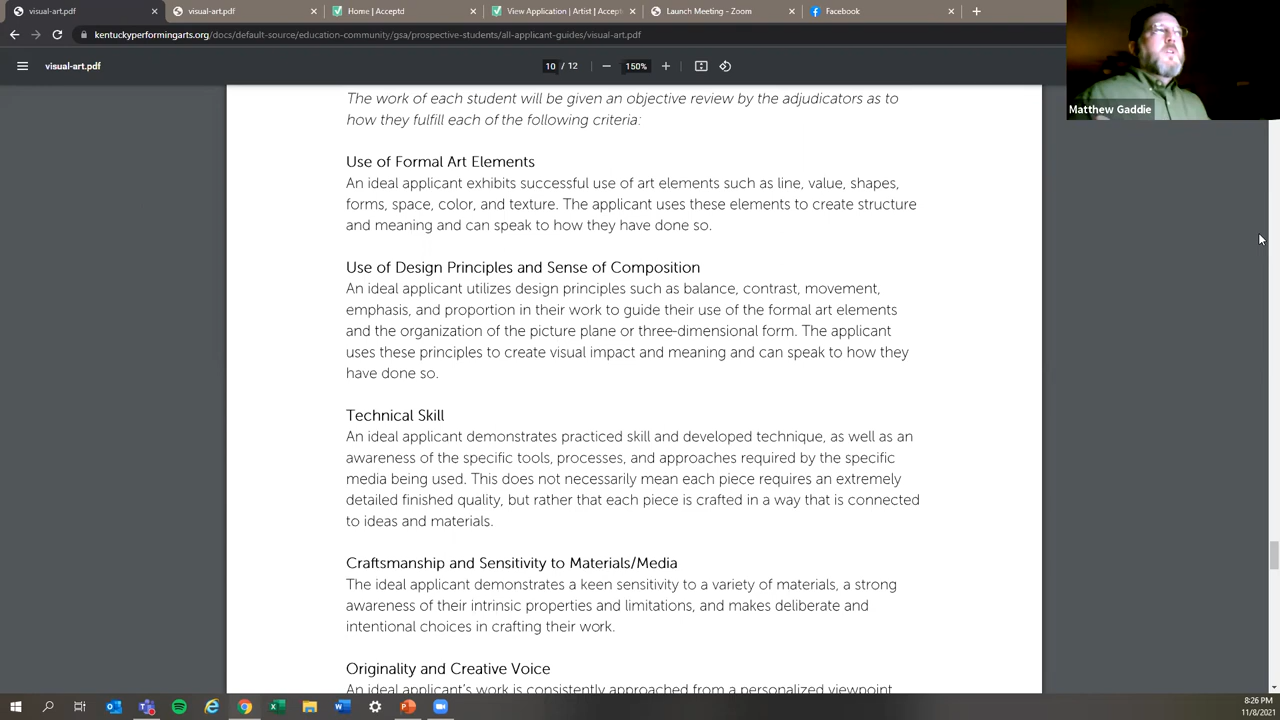 visual-art.pdf
visual-art.pdf
Home | Acceptd
View Application | Artist | Accept
Launch Meeting - Zoom
Facebook
kentuckyperformingarts.org/docs/default-source/education-community/gsa/prospective-students/all-applicant-guides/visual-art.pdf
visual-art.pdf
10 / 12
150%
Matthew Gaddie
The work of each student will be given an objective review by the adjudicators as to
how they fulfill each of the following criteria:
Use of Formal Art Elements
An ideal applicant exhibits successful use of art elements such as line, value, shapes,
forms, space, color, and texture. The applicant uses these elements to create structure
and meaning and can speak to how they have done so.
Use of Design Principles and Sense of Composition
An ideal applicant utilizes design principles such as balance, contrast, movement,
emphasis, and proportion in their work to guide their use of the formal art elements
and the organization of the picture plane or three-dimensional form. The applicant
uses these principles to create visual impact and meaning and can speak to how they
have done so.
Technical Skill
An ideal applicant demonstrates practiced skill and developed technique, as well as an
awareness of the specific tools, processes, and approaches required by the specific
media being used. This does not necessarily mean each piece requires an extremely
detailed finished quality, but rather that each piece is crafted in a way that is connected
to ideas and materials.
Craftsmanship and Sensitivity to Materials/Media
The ideal applicant demonstrates a keen sensitivity to a variety of materials, a strong
awareness of their intrinsic properties and limitations, and makes deliberate and
intentional choices in crafting their work.
Originality and Creative Voice
An ideal applicant's work is consistently approached from a personalized viewpoint
8:26 PM
11/8/2021